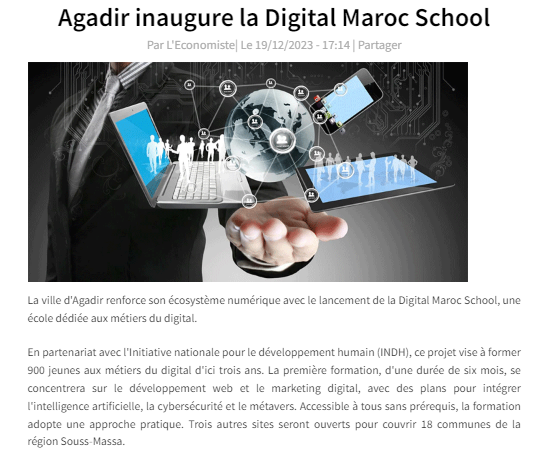 Agadir inaugure la Digital Maroc School
Par L'Economiste| Le 19/12/2023 - 17:14 | Partager
La ville d'Agadir renforce son écosystème numérique avec le lancement de la Digital Maroc School, une
école dédiée aux métiers du digital.
En partenariat avec l'Initiative nationale pour le développement humain (INDH), ce projet vise à former
900 jeunes aux métiers du digital d'ici trois ans. La première formation, d'une durée de six mois, se
concentrera sur le développement web et le marketing digital, avec des plans pour intégrer
l'intelligence artificielle, la cybersécurité et le métavers. Accessible à tous sans prérequis, la formation
adopte une approche pratique. Trois autres sites seront ouverts pour couvrir 18 communes de la
région Souss-Massa.